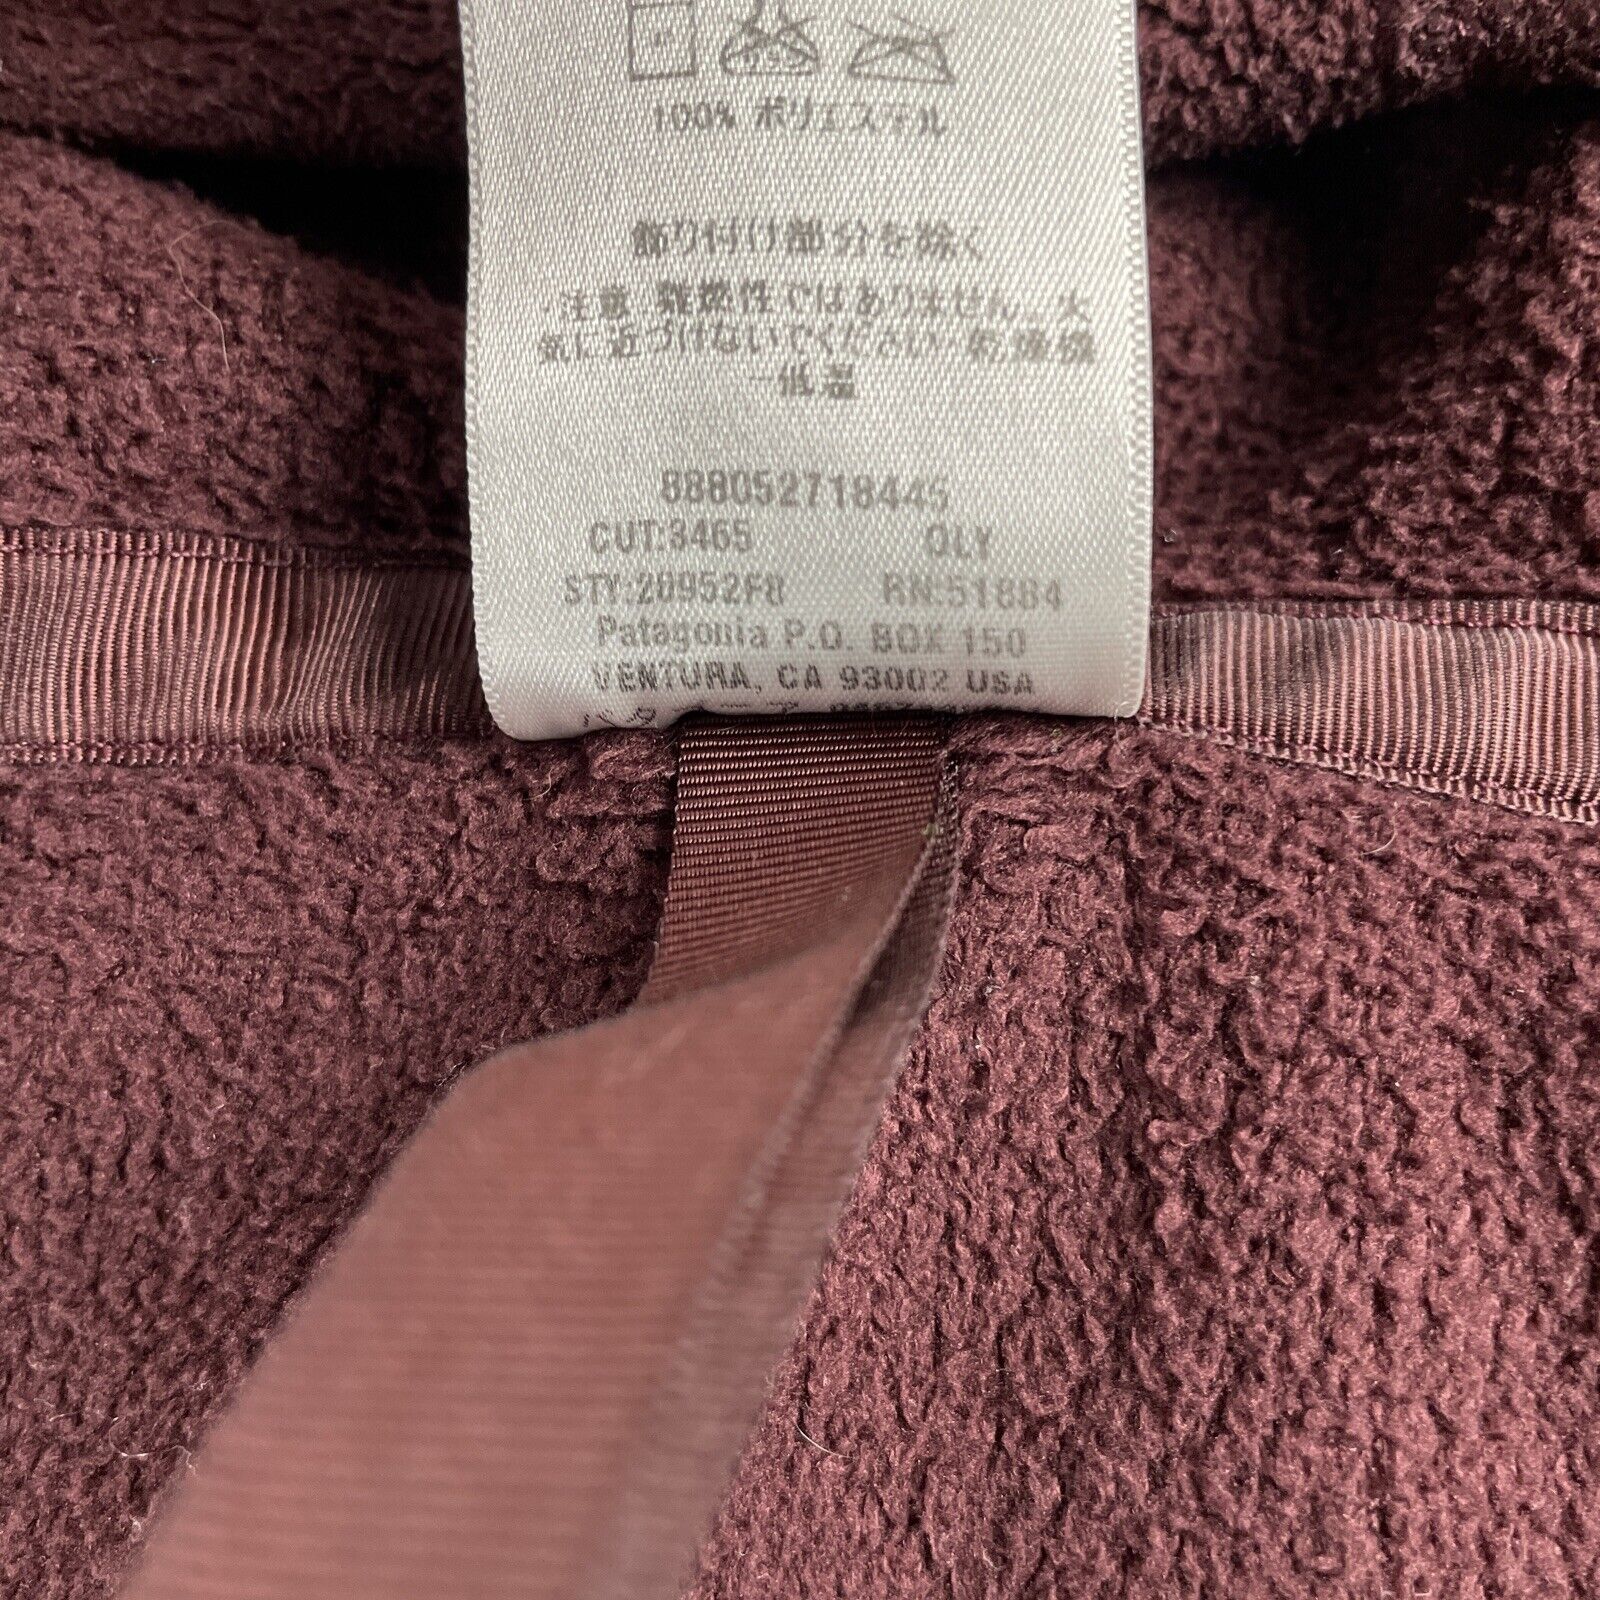 100% ポリエステル
飾り付け部分を除く
注意 難燃性ではありません。火
気に近づけないでください 乾燥機
－低温
888052718445
CUT:3465 OLY
STY:20952F8 RN:51884
Patagonia P.O. BOX 150
VENTURA, CA 93002 USA